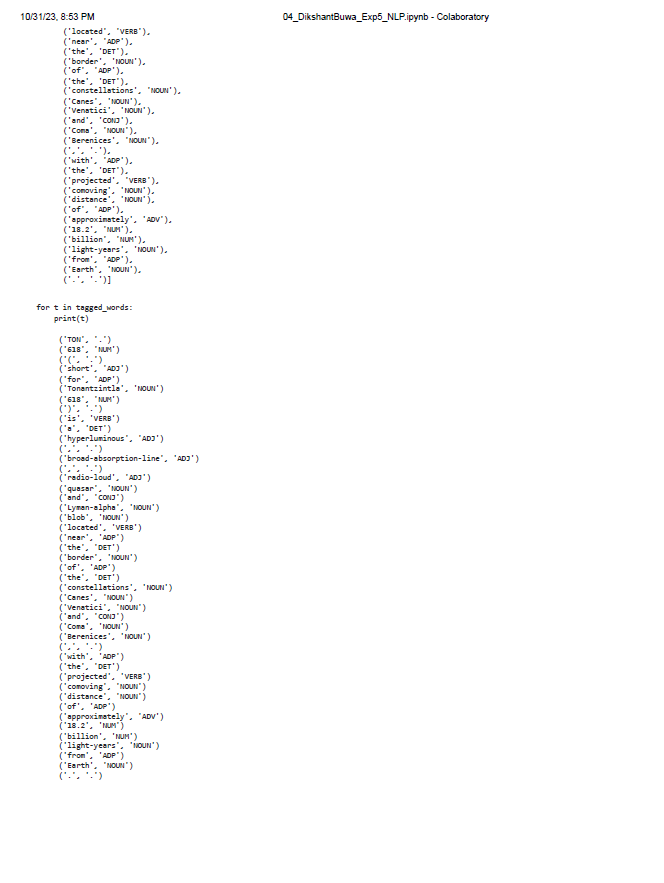 10/31/23, 8:53 PM 04_DikshantBuwa_Exp5_NLP.ipynb - Colaboratory
('located', 'VERB'),
('near', 'ADP'),
('the', 'DET'),
('border', 'NOUN'),
('of', 'ADP'),
('the', 'DET'),
('constellations', 'NOUN'),
('Canes', 'NOUN'),
('Venatici', 'NOUN'),
('and', 'CONJ'),
('Coma', 'NOUN'),
('Berenices', 'NOUN'),
(',', '.'),
('with', 'ADP'),
('the', 'DET'),
('projected', 'VERB'),
('comoving', 'NOUN'),
('distance', 'NOUN'),
('of', 'ADP'),
('approximately', 'ADV'),
('18.2', 'NUM'),
('billion', 'NUM'),
('light-years', 'NOUN'),
('from', 'ADP'),
('Earth', 'NOUN'),
('.', '.')]
for t in tagged_words:
print(t)
('TON', '.')
('618', 'NUM')
('(', '.')
('short', 'ADJ')
('for', 'ADP')
('Tonantzintla', 'NOUN')
('618', 'NUM')
(')', '.')
('is', 'VERB')
('a', 'DET')
('hyperluminous', 'ADJ')
(',', '.')
('broad-absorption-line', 'ADJ')
(',', '.')
('radio-loud', 'ADJ')
('quasar', 'NOUN')
('and', 'CONJ')
('Lyman-alpha', 'NOUN')
('blob', 'NOUN')
('located', 'VERB')
('near', 'ADP')
('the', 'DET')
('border', 'NOUN')
('of', 'ADP')
('the', 'DET')
('constellations', 'NOUN')
('Canes', 'NOUN')
('Venatici', 'NOUN')
('and', 'CONJ')
('Coma', 'NOUN')
('Berenices', 'NOUN')
(',', '.')
('with', 'ADP')
('the', 'DET')
('projected', 'VERB')
('comoving', 'NOUN')
('distance', 'NOUN')
('of', 'ADP')
('approximately', 'ADV')
('18.2', 'NUM')
('billion', 'NUM')
('light-years', 'NOUN')
('from', 'ADP')
('Earth', 'NOUN')
('.', '.')